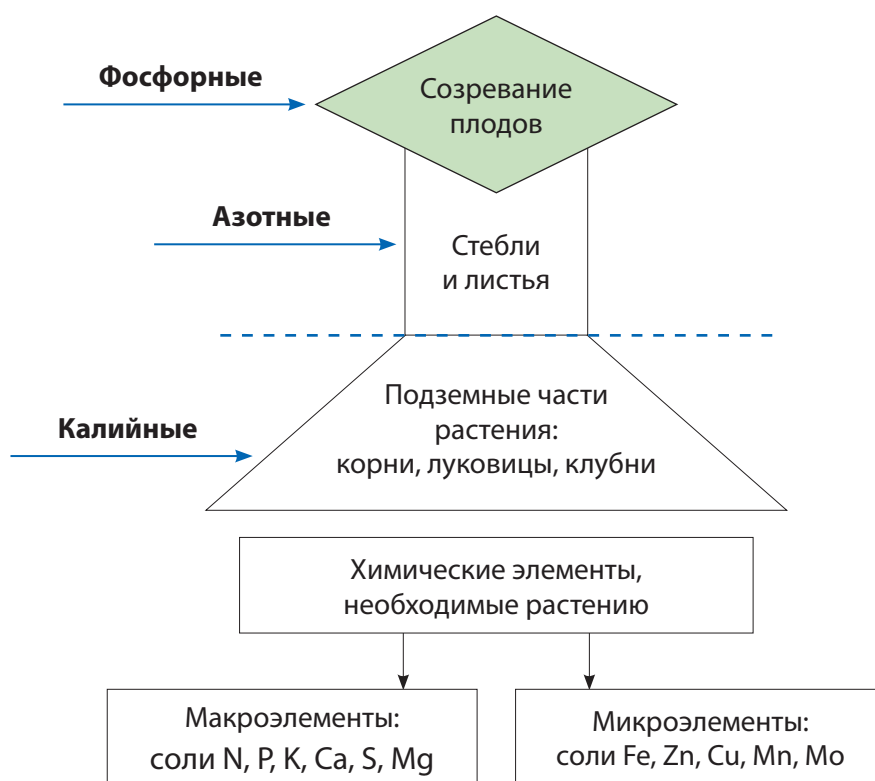 Фосфорные
Созревание
плодов
Азотные
Стебли
и листья
Калийные
Подземные части
растения:
корни, луковицы, клубни
Химические элементы,
необходимые растению
Макроэлементы:
соли N, P, K, Ca, S, Mg
Микроэлементы:
соли Fe, Zn, Cu, Mn, Mo